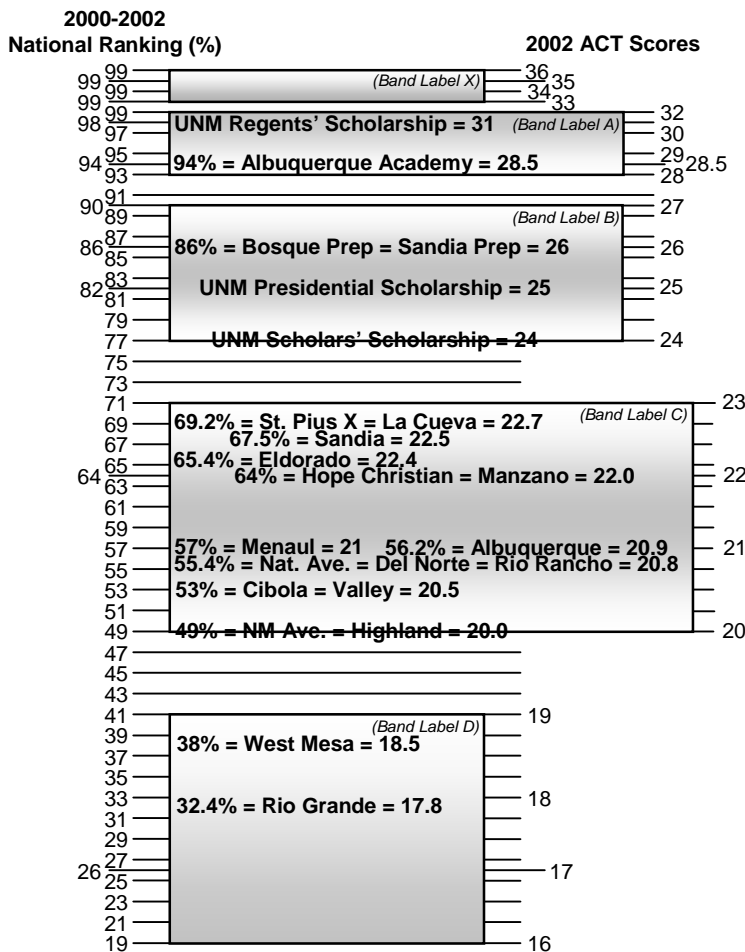 2000-2002
National Ranking (%)
2002 ACT Scores
99 36
99 (Band Label X) 35
99 34
99 33
99 32
98 UNM Regents' Scholarship = 31 (Band Label A)
97 30
95 29
94 94% = Albuquerque Academy = 28.5 28.5
93 28
91
90 27
89 (Band Label B)
87
86 86% = Bosque Prep = Sandia Prep = 26 26
85
83
82 UNM Presidential Scholarship = 25 25
81
79
77 UNM Scholars' Scholarship = 24 24
75
73
71 23
69 69.2% = St. Pius X = La Cueva = 22.7 (Band Label C)
67 67.5% = Sandia = 22.5
65 65.4% = Eldorado = 22.4
64 64% = Hope Christian = Manzano = 22.0 22
63
61
59
57 57% = Menaul = 21 56.2% = Albuquerque = 20.9 21
55 55.4% = Nat. Ave. = Del Norte = Rio Rancho = 20.8
53 53% = Cibola = Valley = 20.5
51
49 49% = NM Ave. = Highland = 20.0 20
47
45
43
41 19
39 (Band Label D)
38% = West Mesa = 18.5
37
35
33 18
32.4% = Rio Grande = 17.8
31
29
27
26 17
25
23
21
19 16